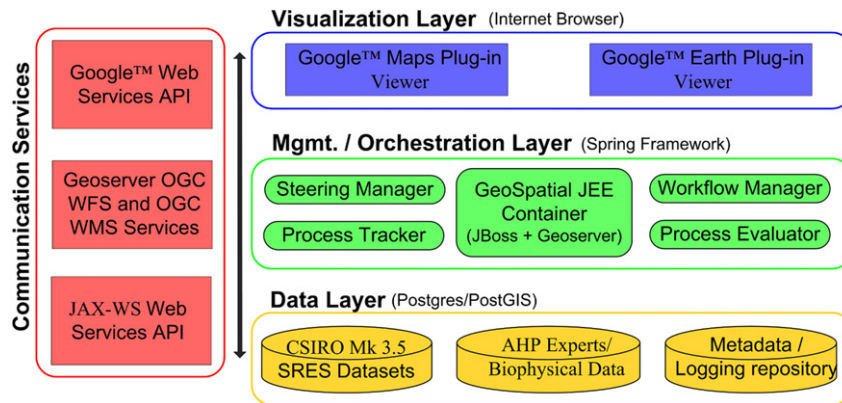 Communication Services
Google™ Web
Services API
Geoserver OGC
WFS and OGC
WMS Services
JAX-WS Web
Services API
Visualization Layer (Internet Browser)
Google™ Maps Plug-in
Viewer
Google™ Earth Plug-in
Viewer
Mgmt. / Orchestration Layer (Spring Framework)
Steering Manager
Process Tracker
GeoSpatial JEE
Container
(JBoss + Geoserver)
Workflow Manager
Process Evaluator
Data Layer (Postgres/PostGIS)
CSIRO Mk 3.5
SRES Datasets
AHP Experts/
Biophysical Data
Metadata /
Logging repository